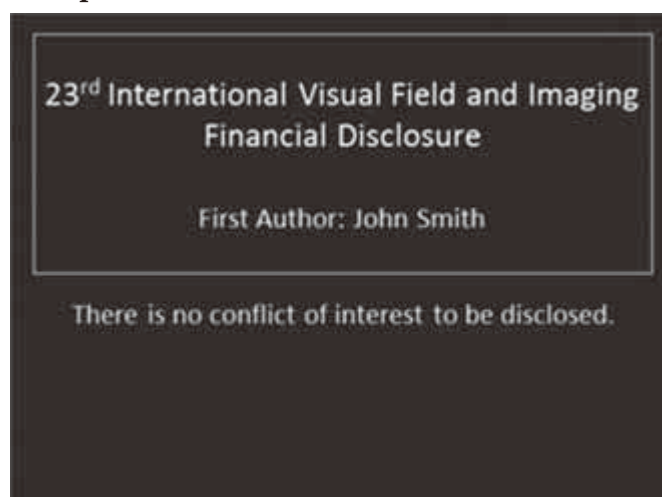 23rd International Visual Field and Imaging
Financial Disclosure
First Author: John Smith
There is no conflict of interest to be disclosed.